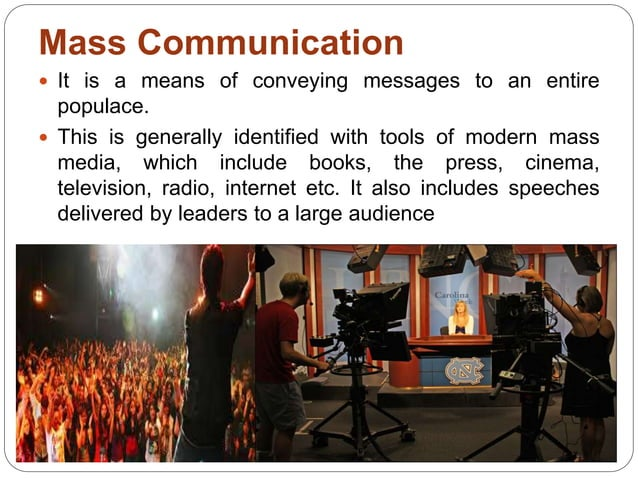 Mass Communication
It is a means of conveying messages to an entire
populace.
This is generally identified with tools of modern mass
media, which include books, the press, cinema,
television, radio, internet etc. It also includes speeches
delivered by leaders to a large audience
Carolina
Week